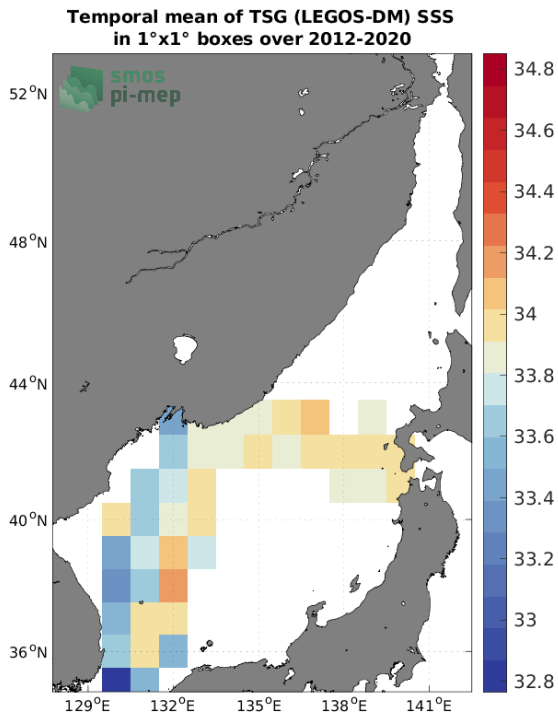 Temporal mean of TSG (LEGOS-DM) SSS
in 1°x1° boxes over 2012-2020
smos
pi-mep
52°N
48°N
44°N
40°N
36°N
129°E
132°E
135°E
138°E
141°E
34.8
34.6
34.4
34.2
34
33.8
33.6
33.4
33.2
33
32.8